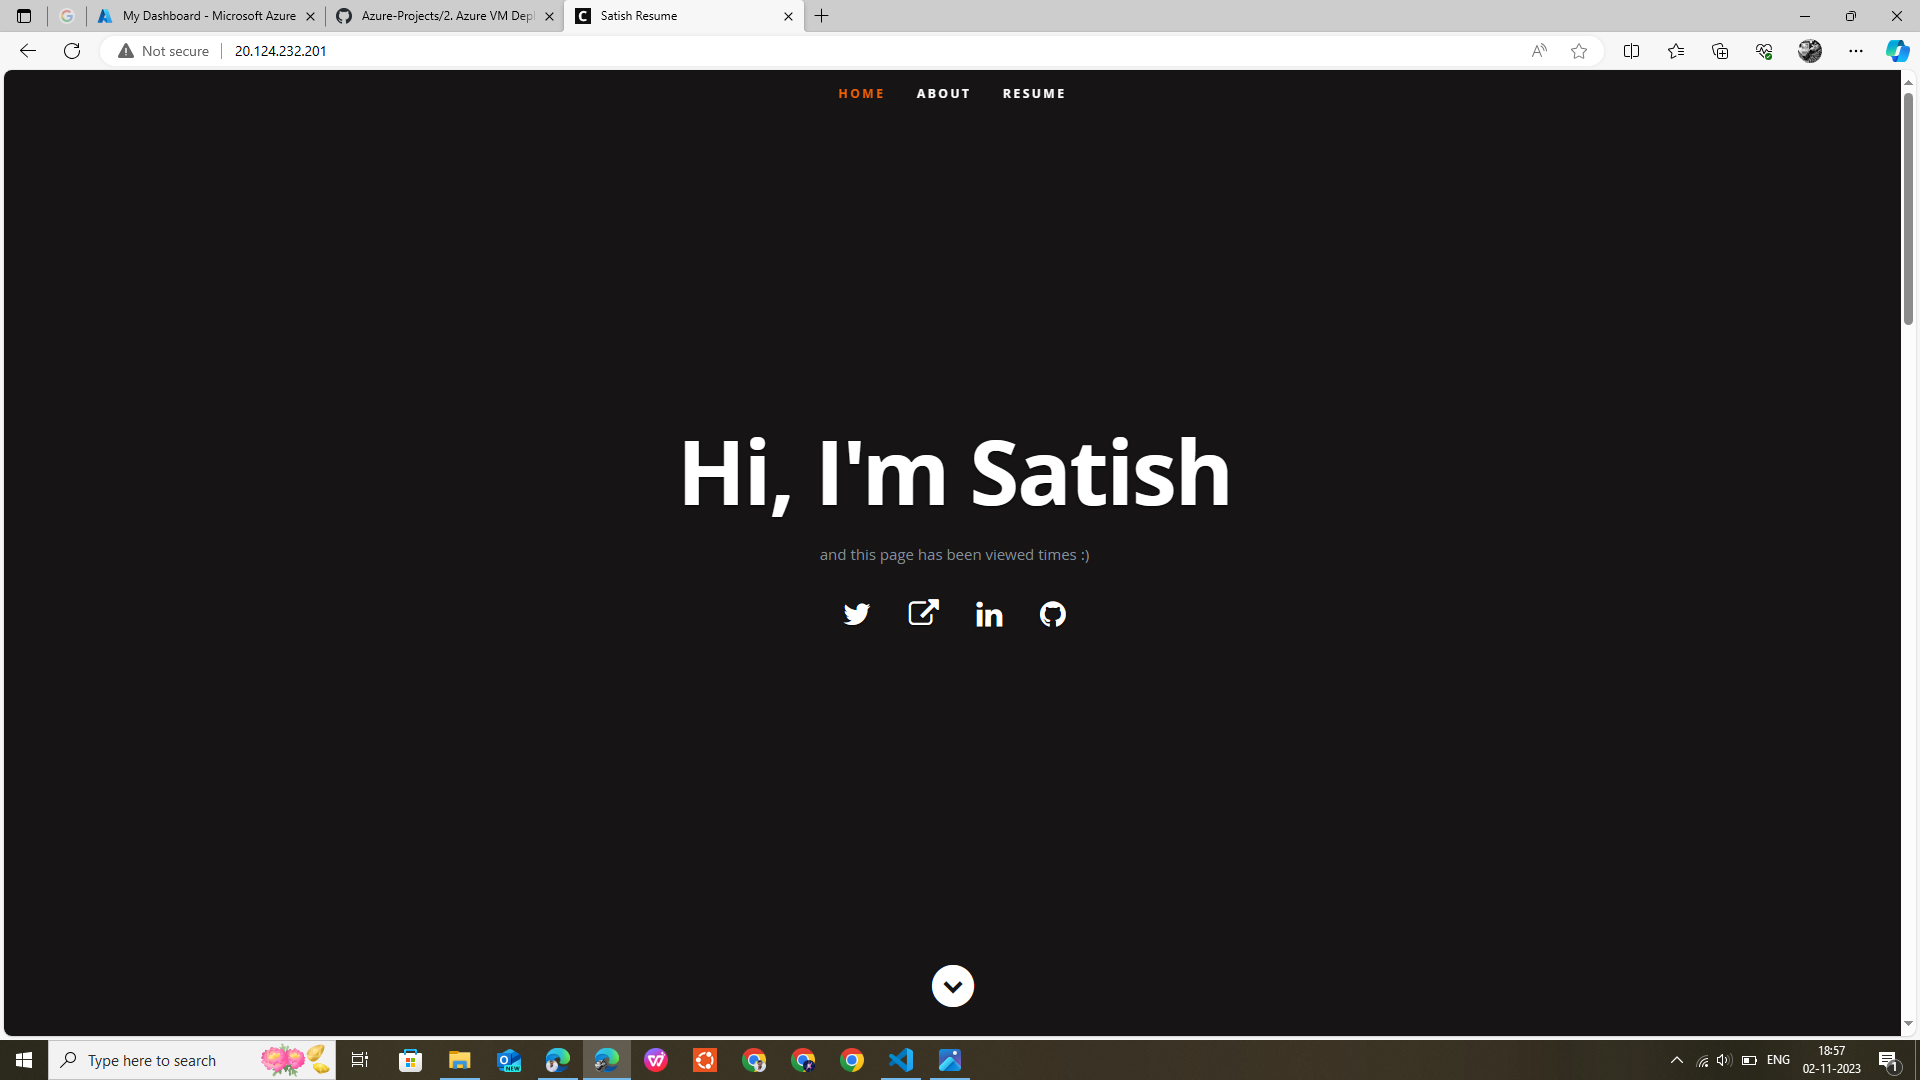 My Dashboard - Microsoft Azure
Azure-Projects/2. Azure VM Depl
Satish Resume
Not secure
20.124.232.201
HOME ABOUT RESUME
Hi, I'm Satish
and this page has been viewed times :)
Type here to search
NEW
ENG
18:57
02-11-2023
1